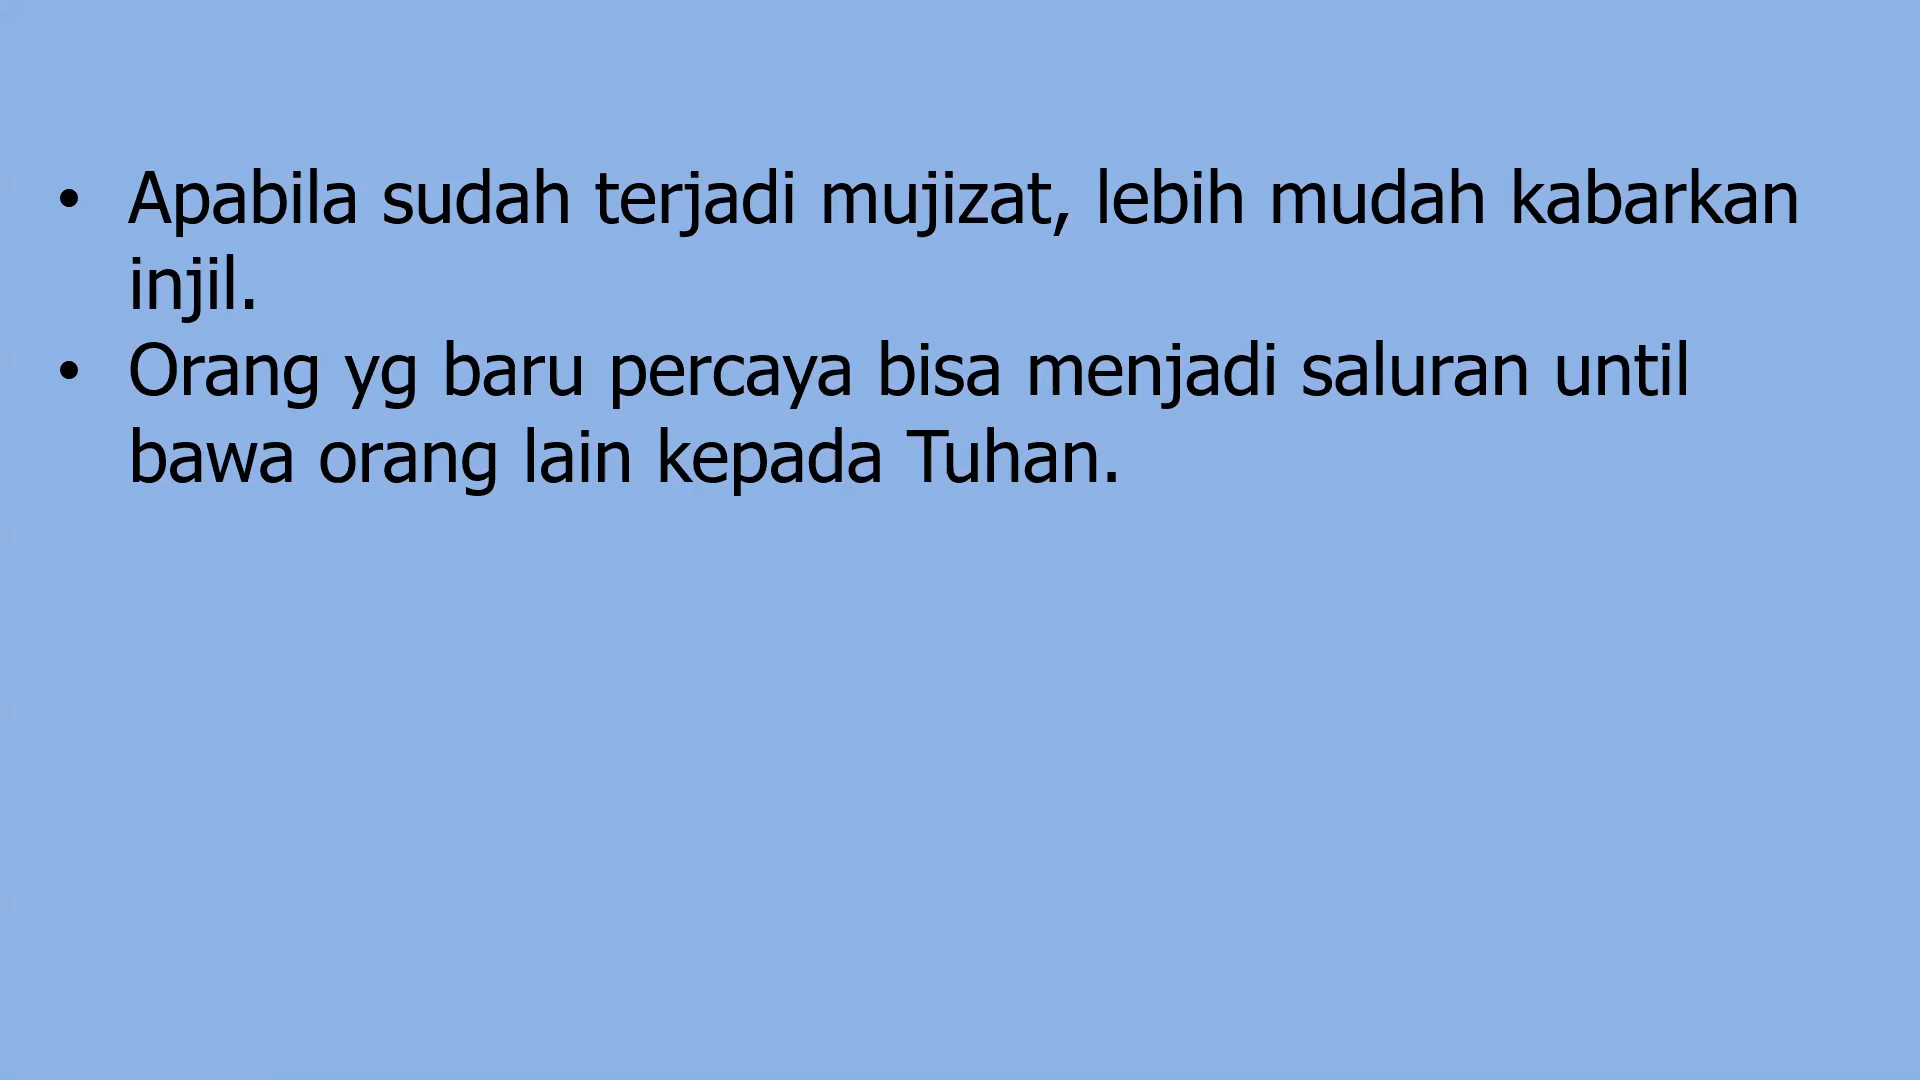 • Apabila sudah terjadi mujizat, lebih mudah kabarkan
injil.
• Orang yg baru percaya bisa menjadi saluran until
bawa orang lain kepada Tuhan.